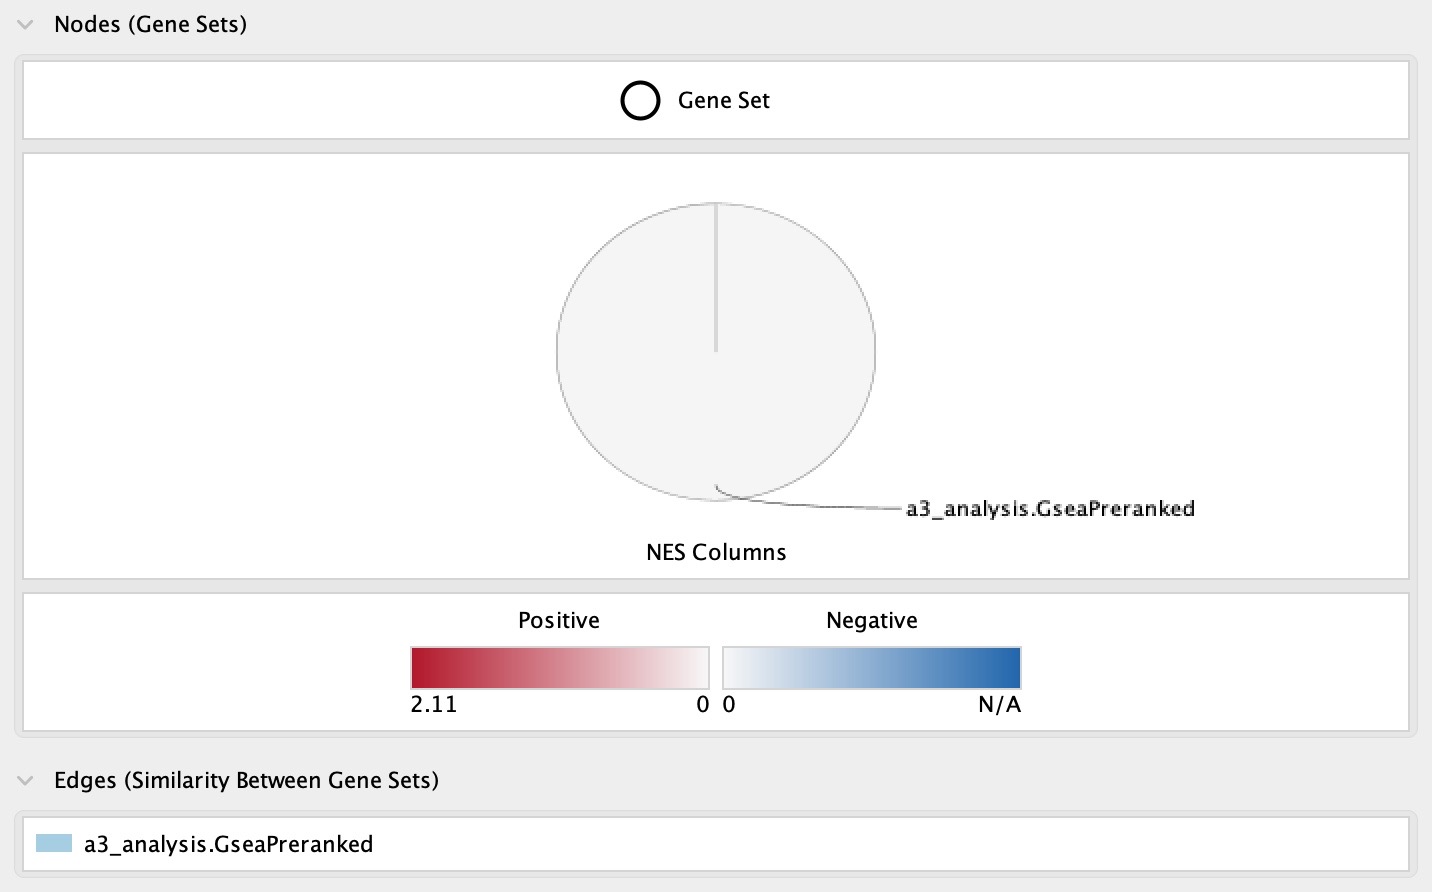 Nodes (Gene Sets)
Gene Set
a3_analysis.GseaPreranked
NES Columns
Positive Negative
2.11 0 0 N/A
Edges (Similarity Between Gene Sets)
a3_analysis.GseaPreranked